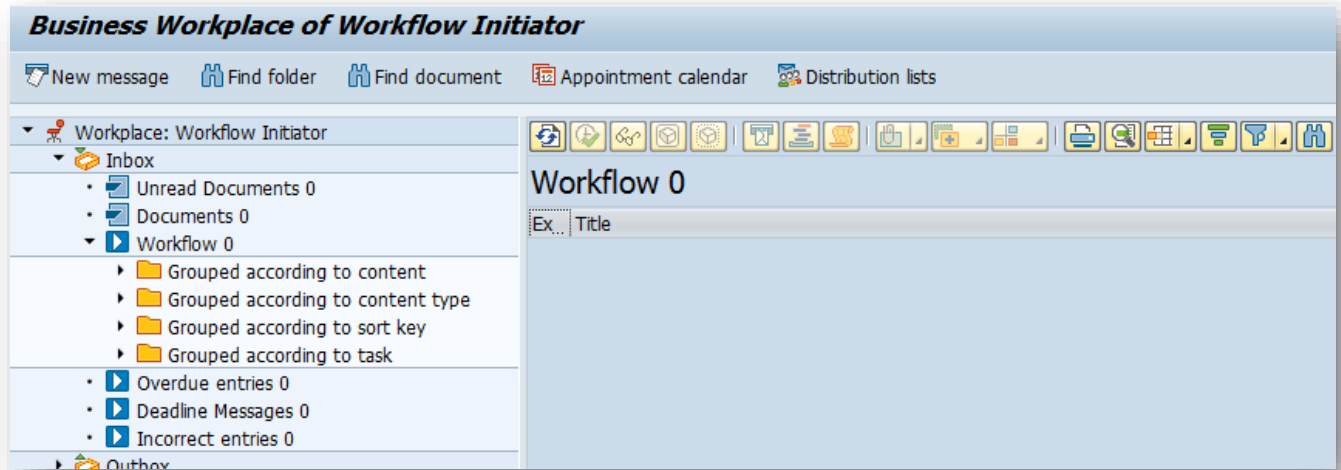 Business Workplace of Workflow Initiator
New message Find folder Find document Appointment calendar Distribution lists
Workplace: Workflow Initiator
Inbox
Unread Documents 0
Documents 0
Workflow 0
Grouped according to content
Grouped according to content type
Grouped according to sort key
Grouped according to task
Overdue entries 0
Deadline Messages 0
Incorrect entries 0
Outbox
Workflow 0
Ex... Title